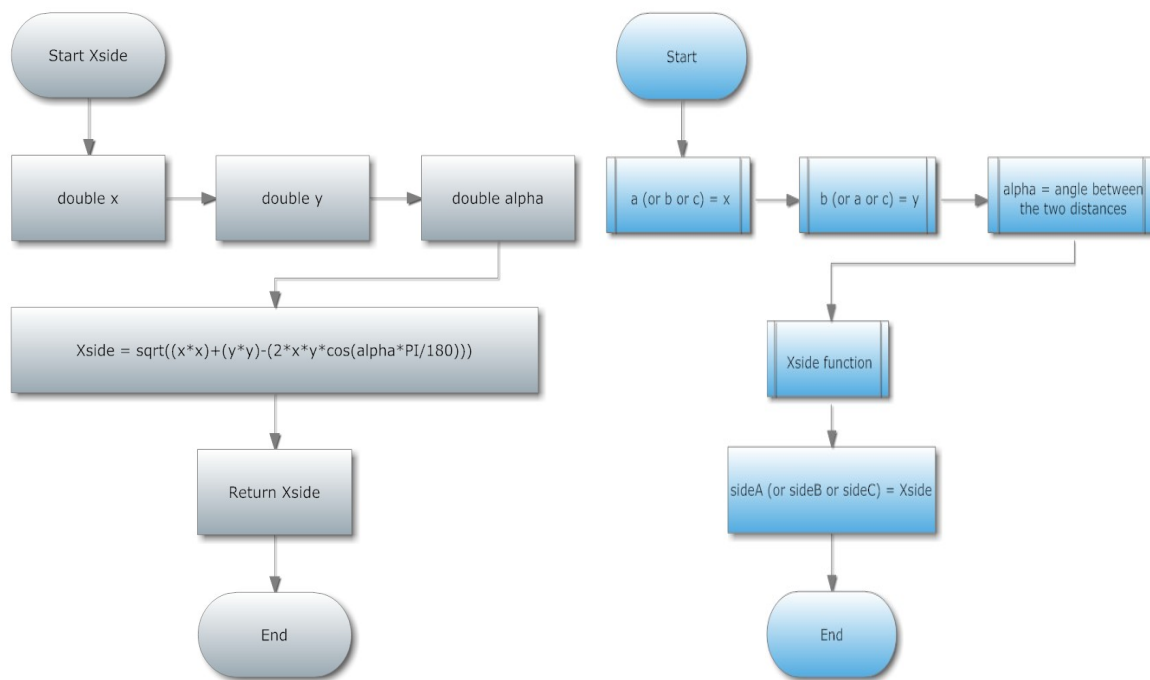 Start Xside
double x
double y
double alpha
Xside = sqrt((x*x)+(y*y)-(2*x*y*cos(alpha*PI/180)))
Return Xside
End
Start
a (or b or c) = x
b (or a or c) = y
alpha = angle between
the two distances
Xside function
sideA (or sideB or sideC) = Xside
End